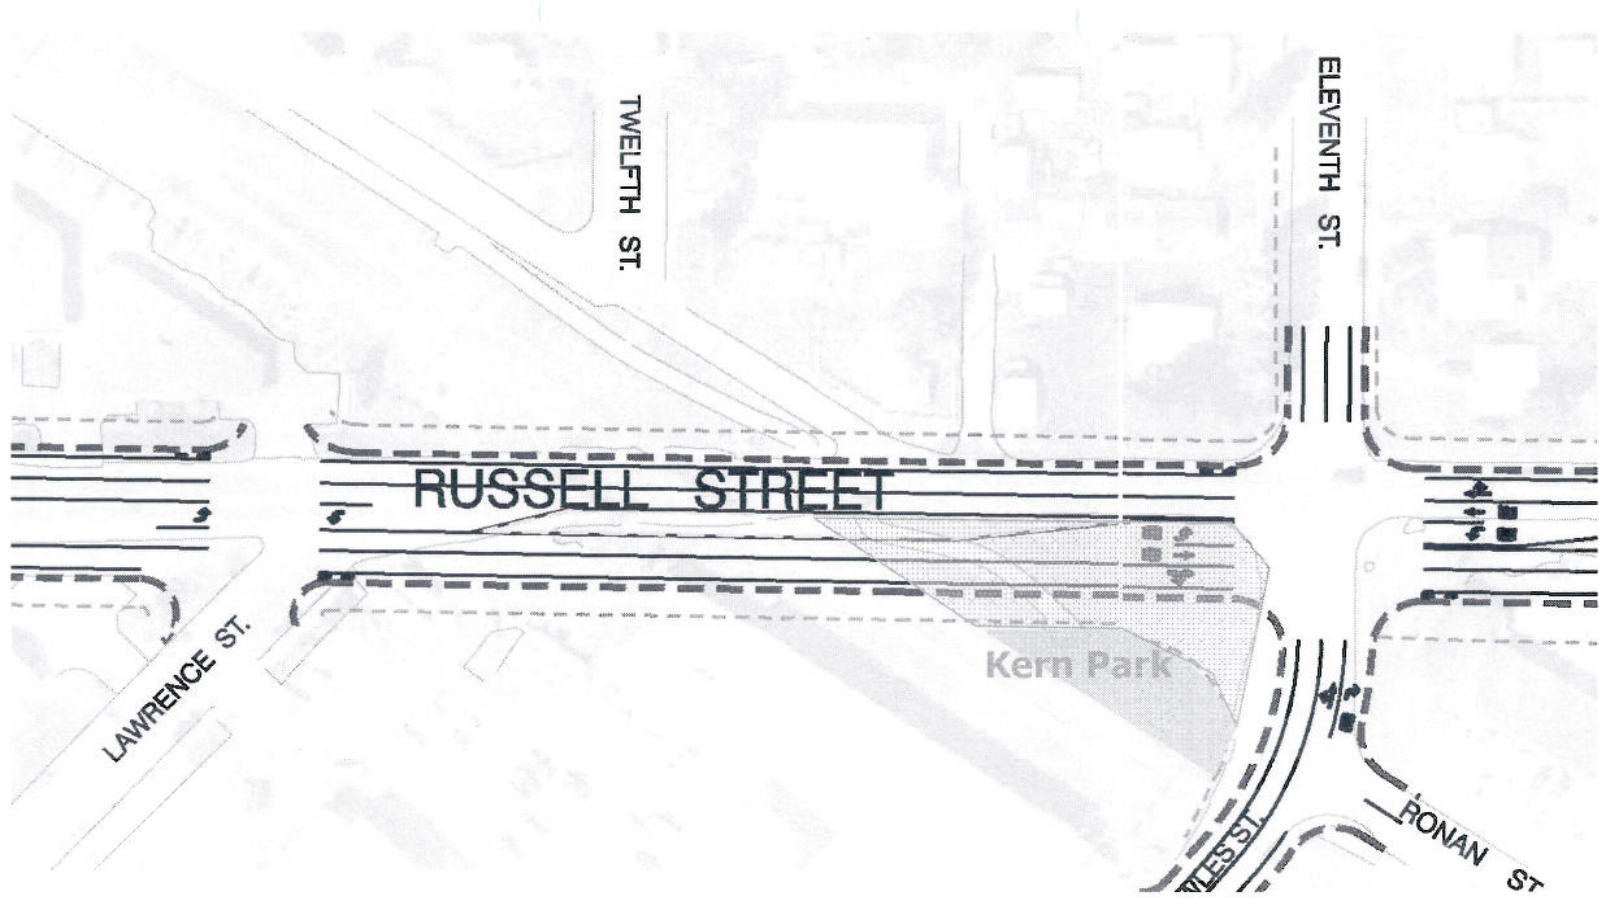 TWELFTH ST.
ELEVENTH ST.
RUSSELL STREET
Kern Park
LAWRENCE ST.
RONAN ST